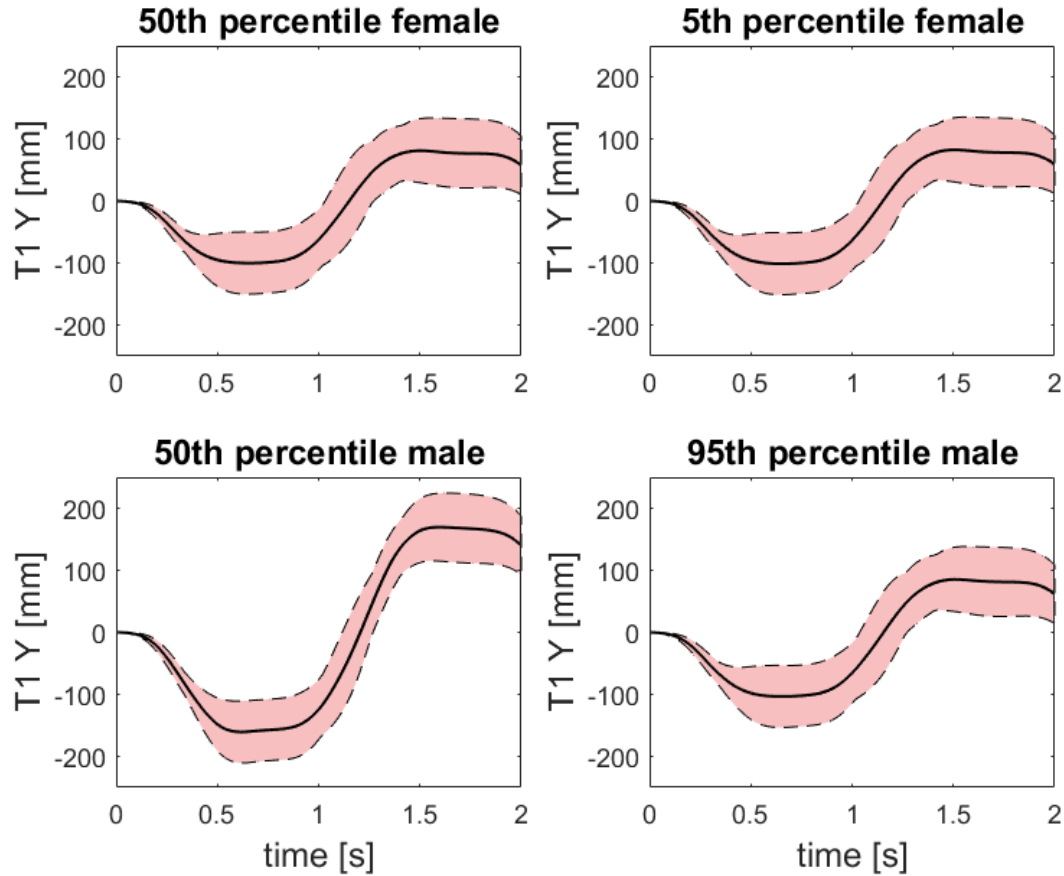 50th percentile female
T1 Y [mm]
200
100
0
-100
-200
0 0.5 1 1.5 2
5th percentile female
T1 Y [mm]
200
100
0
-100
-200
0 0.5 1 1.5 2
50th percentile male
T1 Y [mm]
200
100
0
-100
-200
0 0.5 1 1.5 2
time [s]
95th percentile male
T1 Y [mm]
200
100
0
-100
-200
0 0.5 1 1.5 2
time [s]